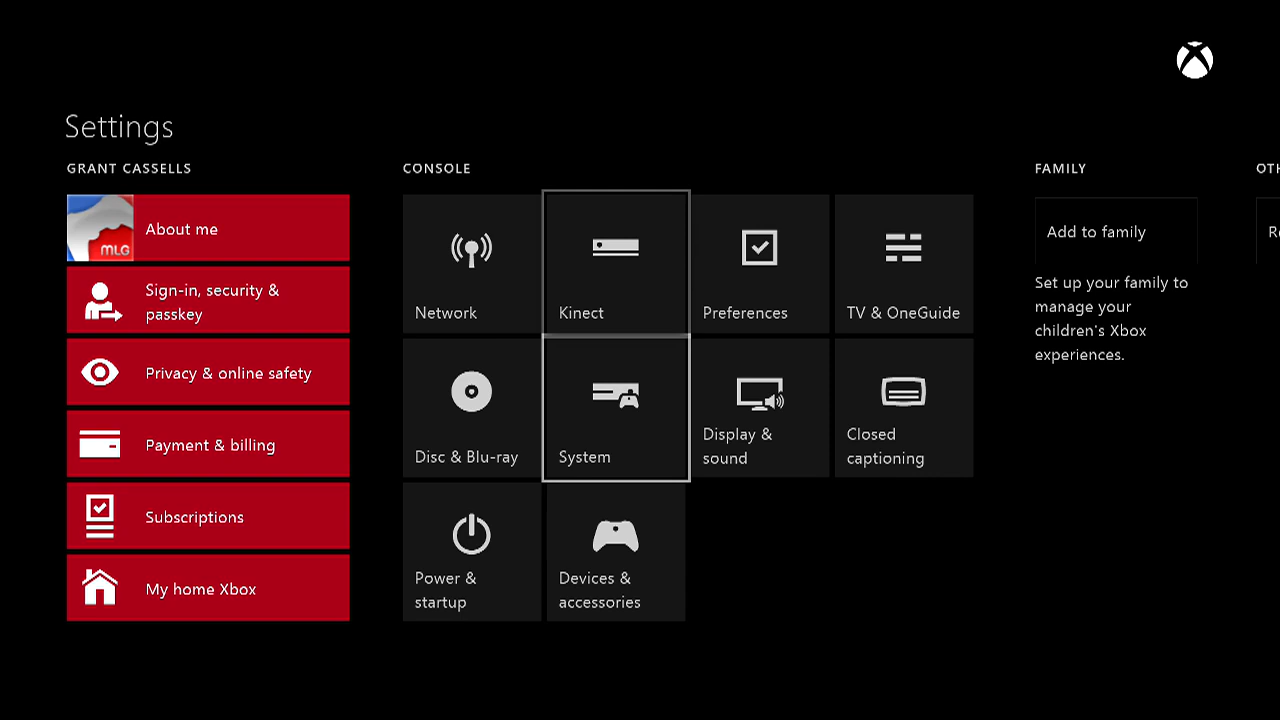 Settings
GRANT CASSELLS
MLG
About me
Sign-in, security &
passkey
Privacy & online safety
Payment & billing
Subscriptions
My home Xbox
CONSOLE
Network
Kinect
Preferences
TV & OneGuide
Disc & Blu-ray
System
Display &
sound
Closed
captioning
Power &
startup
Devices &
accessories
FAMILY
Add to family
Set up your family to
manage your
children's Xbox
experiences.